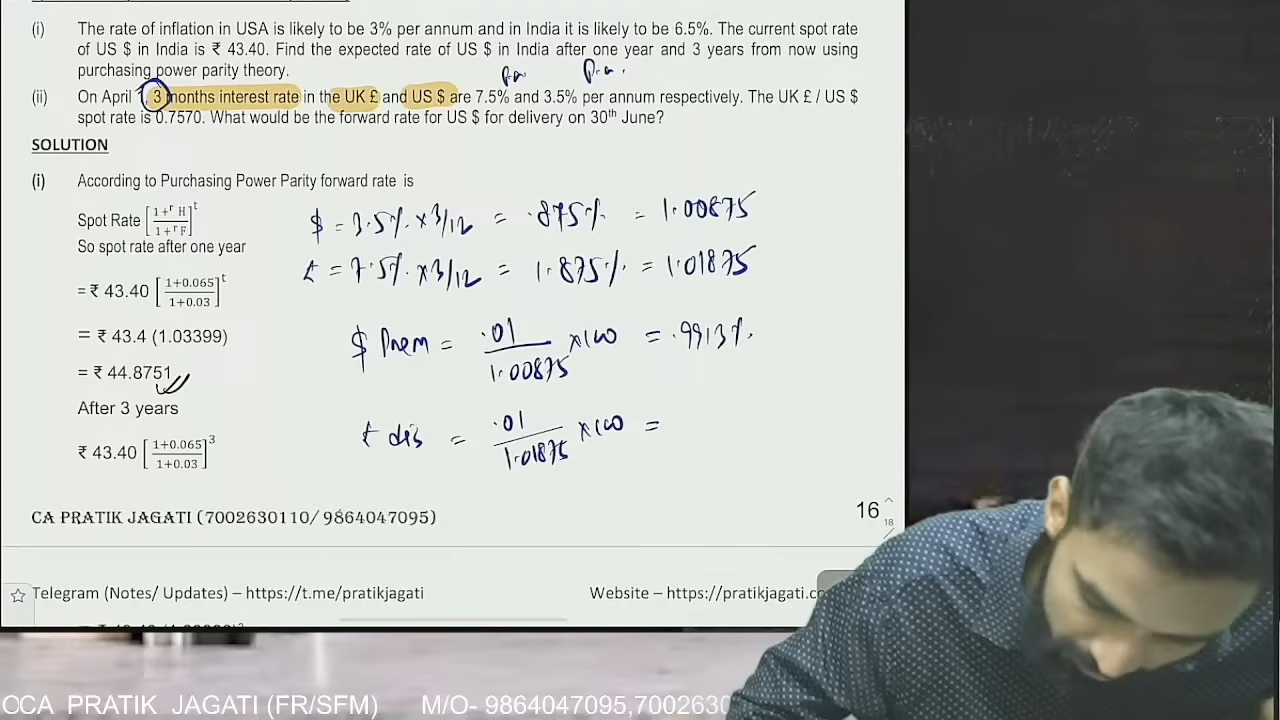 (i) The rate of inflation in USA is likely to be 3% per annum and in India it is likely to be 6.5%. The current spot rate
of US $ in India is ₹ 43.40. Find the expected rate of US $ in India after one year and 3 years from now using
purchasing power parity theory.
p.a. p.a.
(ii) On April 1, 3 months interest rate in the UK £ and US $ are 7.5% and 3.5% per annum respectively. The UK £ / US $
spot rate is 0.7570. What would be the forward rate for US $ for delivery on 30th June?
SOLUTION
(i) According to Purchasing Power Parity forward rate is
Spot Rate [1+r H / 1+r F]t
So spot rate after one year
= ₹ 43.40 [1+0.065 / 1+0.03]t
= ₹ 43.4 (1.03399)
= ₹ 44.8751
After 3 years
₹ 43.40 [1+0.065 / 1+0.03]3
$ = 3.5% × 3/12 = .875% = 1.00875
£ = 7.5% × 3/12 = 1.875% = 1.01875
$ Prem = .01 / 1.00875 × 100 = .9913%
£ dis = .01 / 1.01875 × 100 =
CA PRATIK JAGATI (7002630110/ 9864047095)
16
18
Telegram (Notes/ Updates) – https://t.me/pratikjagati
Website – https://pratikjagati.co
OCA PRATIK JAGATI (FR/SFM) M/O- 9864047095,700263